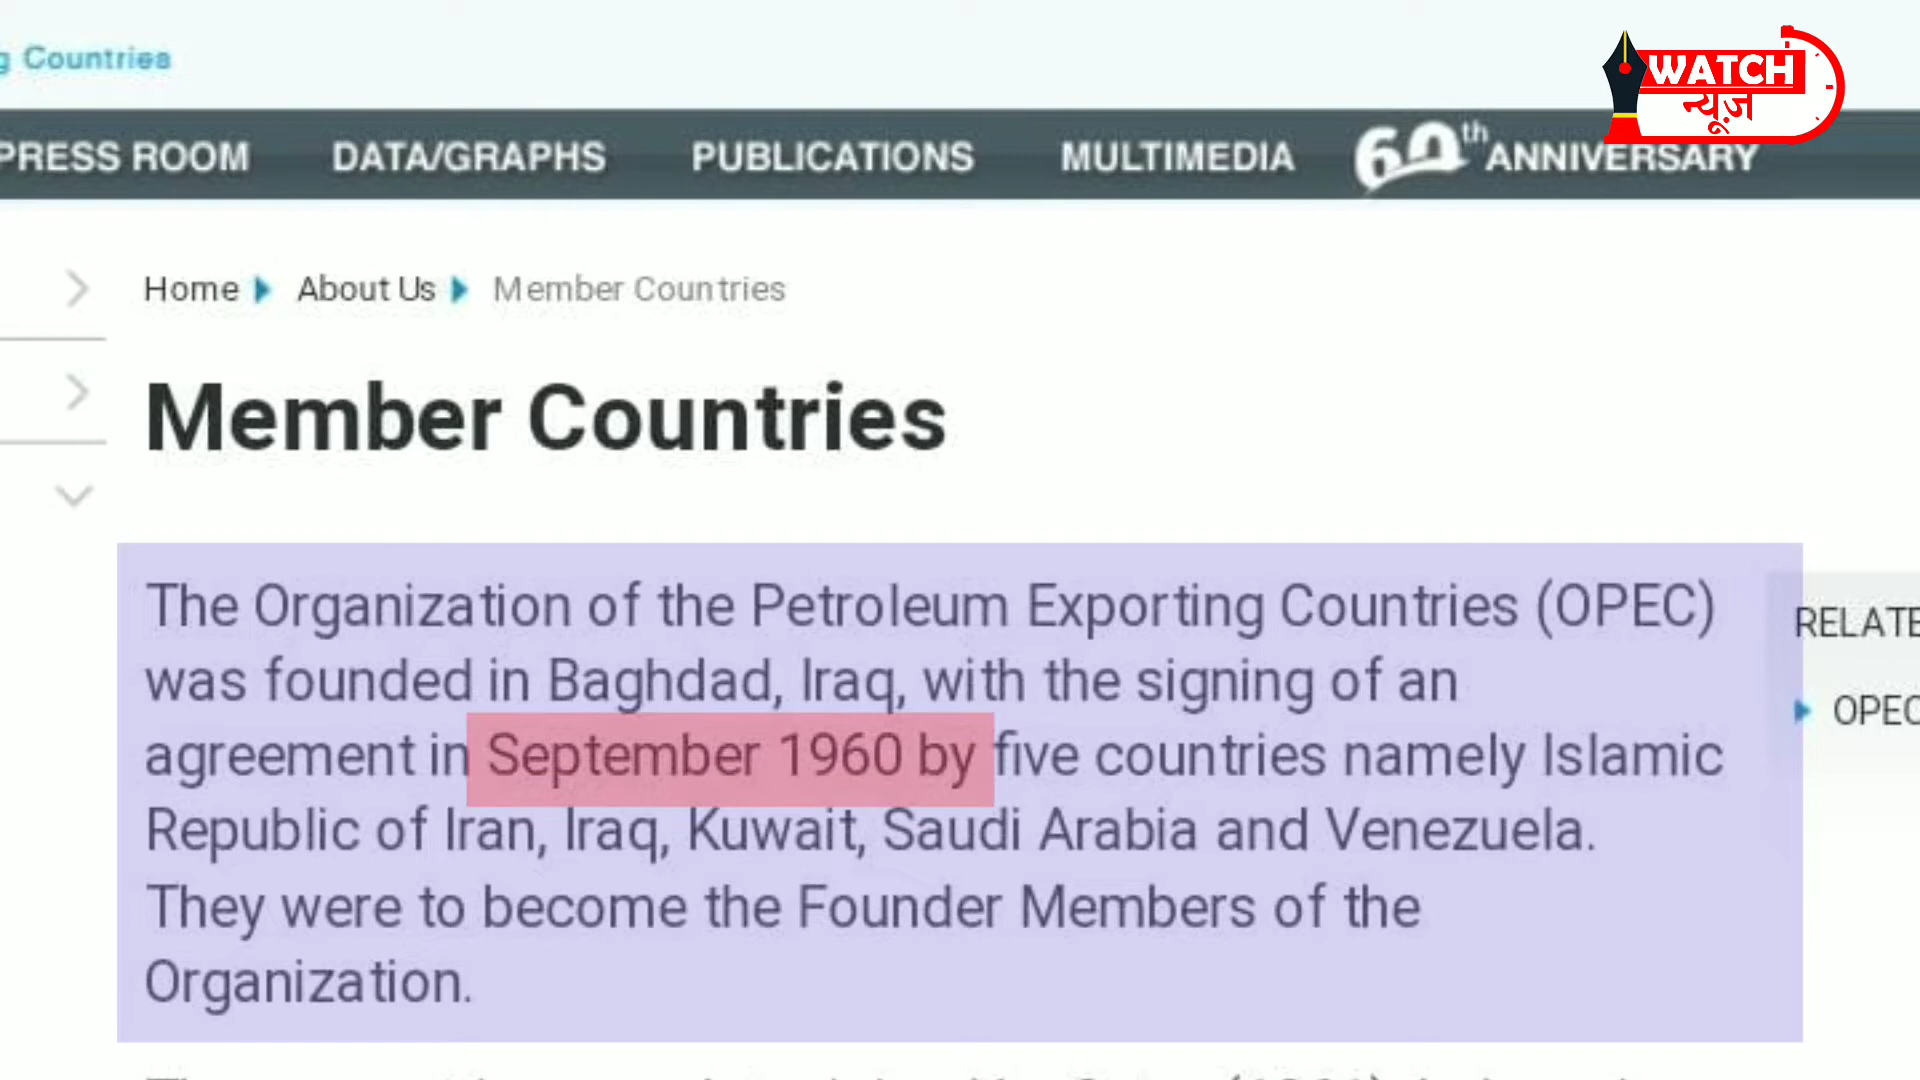 Countries
WATCH
न्यूज़
PRESS ROOM DATA/GRAPHS PUBLICATIONS MULTIMEDIA 60th ANNIVERSARY
Home About Us Member Countries
Member Countries
The Organization of the Petroleum Exporting Countries (OPEC)
was founded in Baghdad, Iraq, with the signing of an
agreement in September 1960 by five countries namely Islamic
Republic of Iran, Iraq, Kuwait, Saudi Arabia and Venezuela.
They were to become the Founder Members of the
Organization.
RELATE
OPEC